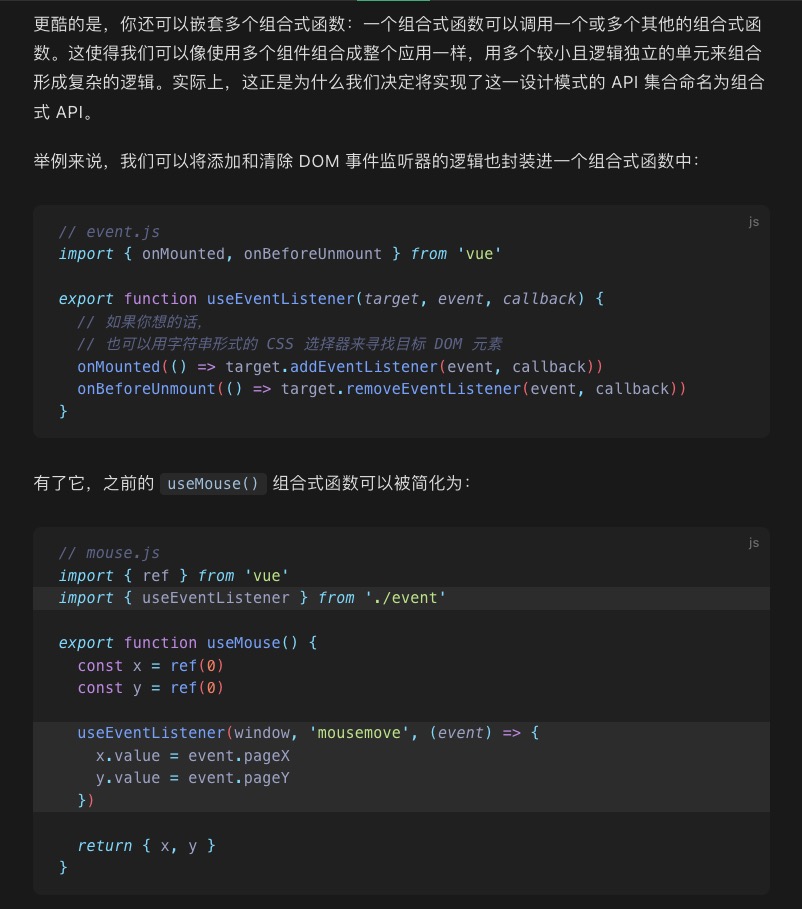 更酷的是，你还可以嵌套多个组合式函数：一个组合式函数可以调用一个或多个其他的组合式函
数。这使得我们可以像使用多个组件组合成整个应用一样，用多个较小且逻辑独立的单元来组合
形成复杂的逻辑。实际上，这正是为什么我们决定将实现了这一设计模式的 API 集合命名为组合
式 API。
举例来说，我们可以将添加和清除 DOM 事件监听器的逻辑也封装进一个组合式函数中：
js
// event.js
import { onMounted, onBeforeUnmount } from 'vue'

export function useEventListener(target, event, callback) {
  // 如果你想的话，
  // 也可以用字符串形式的 CSS 选择器来寻找目标 DOM 元素
  onMounted(() => target.addEventListener(event, callback))
  onBeforeUnmount(() => target.removeEventListener(event, callback))
}
有了它，之前的 useMouse() 组合式函数可以被简化为：
js
// mouse.js
import { ref } from 'vue'
import { useEventListener } from './event'

export function useMouse() {
  const x = ref(0)
  const y = ref(0)

  useEventListener(window, 'mousemove', (event) => {
    x.value = event.pageX
    y.value = event.pageY
  })

  return { x, y }
}